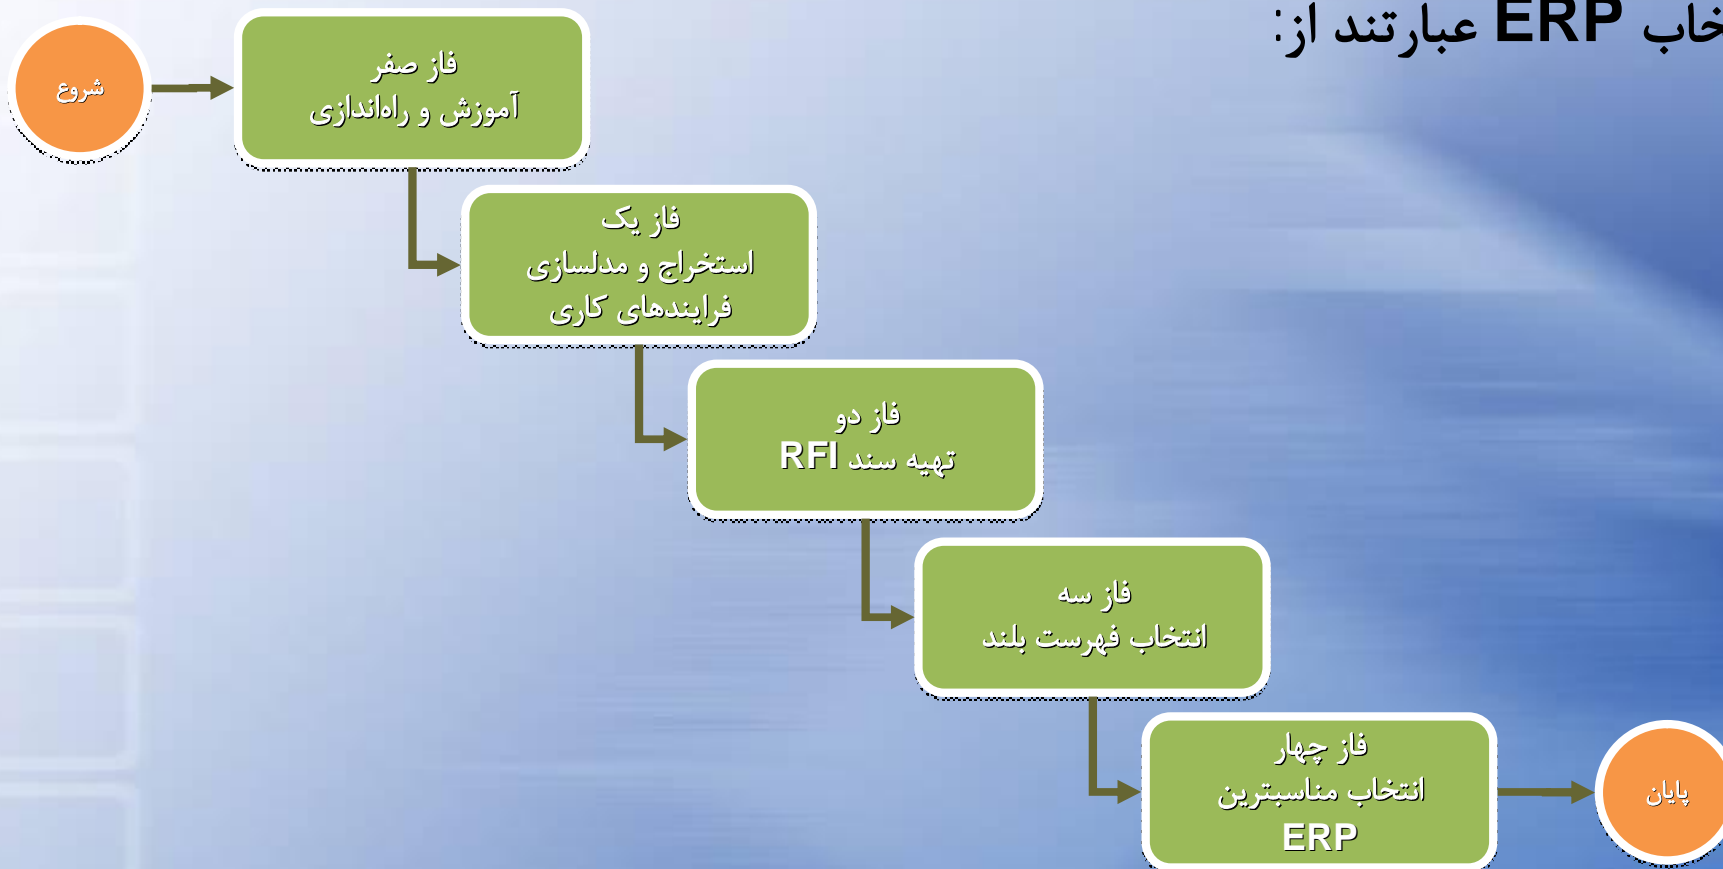 ERP عبارتند از:
شروع
فاز صفر
آموزش و راه‌اندازی
فاز یک
استخراج و مدلسازی
فرایندهای کاری
فاز دو
تهیه سند RFI
فاز سه
انتخاب فهرست بلند
فاز چهار
انتخاب مناسبترین
ERP
پایان